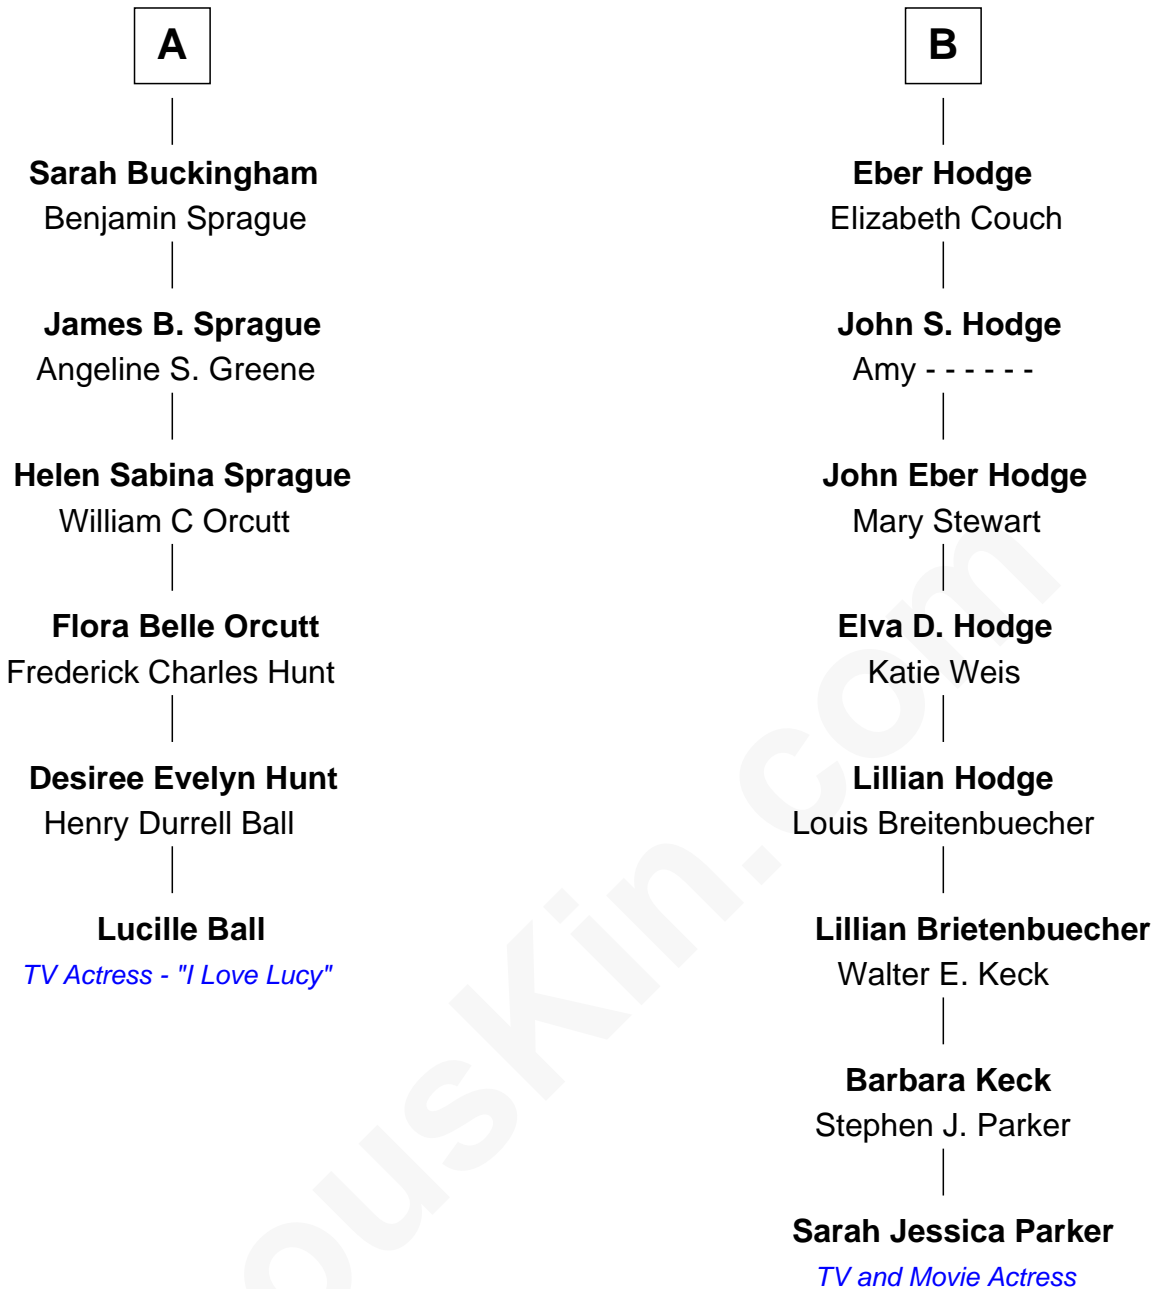 A
Sarah Buckingham
Benjamin Sprague
James B. Sprague
Angeline S. Greene
Helen Sabina Sprague
William C Orcutt
Flora Belle Orcutt
Frederick Charles Hunt
Desiree Evelyn Hunt
Henry Durrell Ball
Lucille Ball
TV Actress - "I Love Lucy"
B
Eber Hodge
Elizabeth Couch
John S. Hodge
Amy - - - - - -
John Eber Hodge
Mary Stewart
Elva D. Hodge
Katie Weis
Lillian Hodge
Louis Breitenbuecher
Lillian Brietenbuecher
Walter E. Keck
Barbara Keck
Stephen J. Parker
Sarah Jessica Parker
TV and Movie Actress
ousKin.com